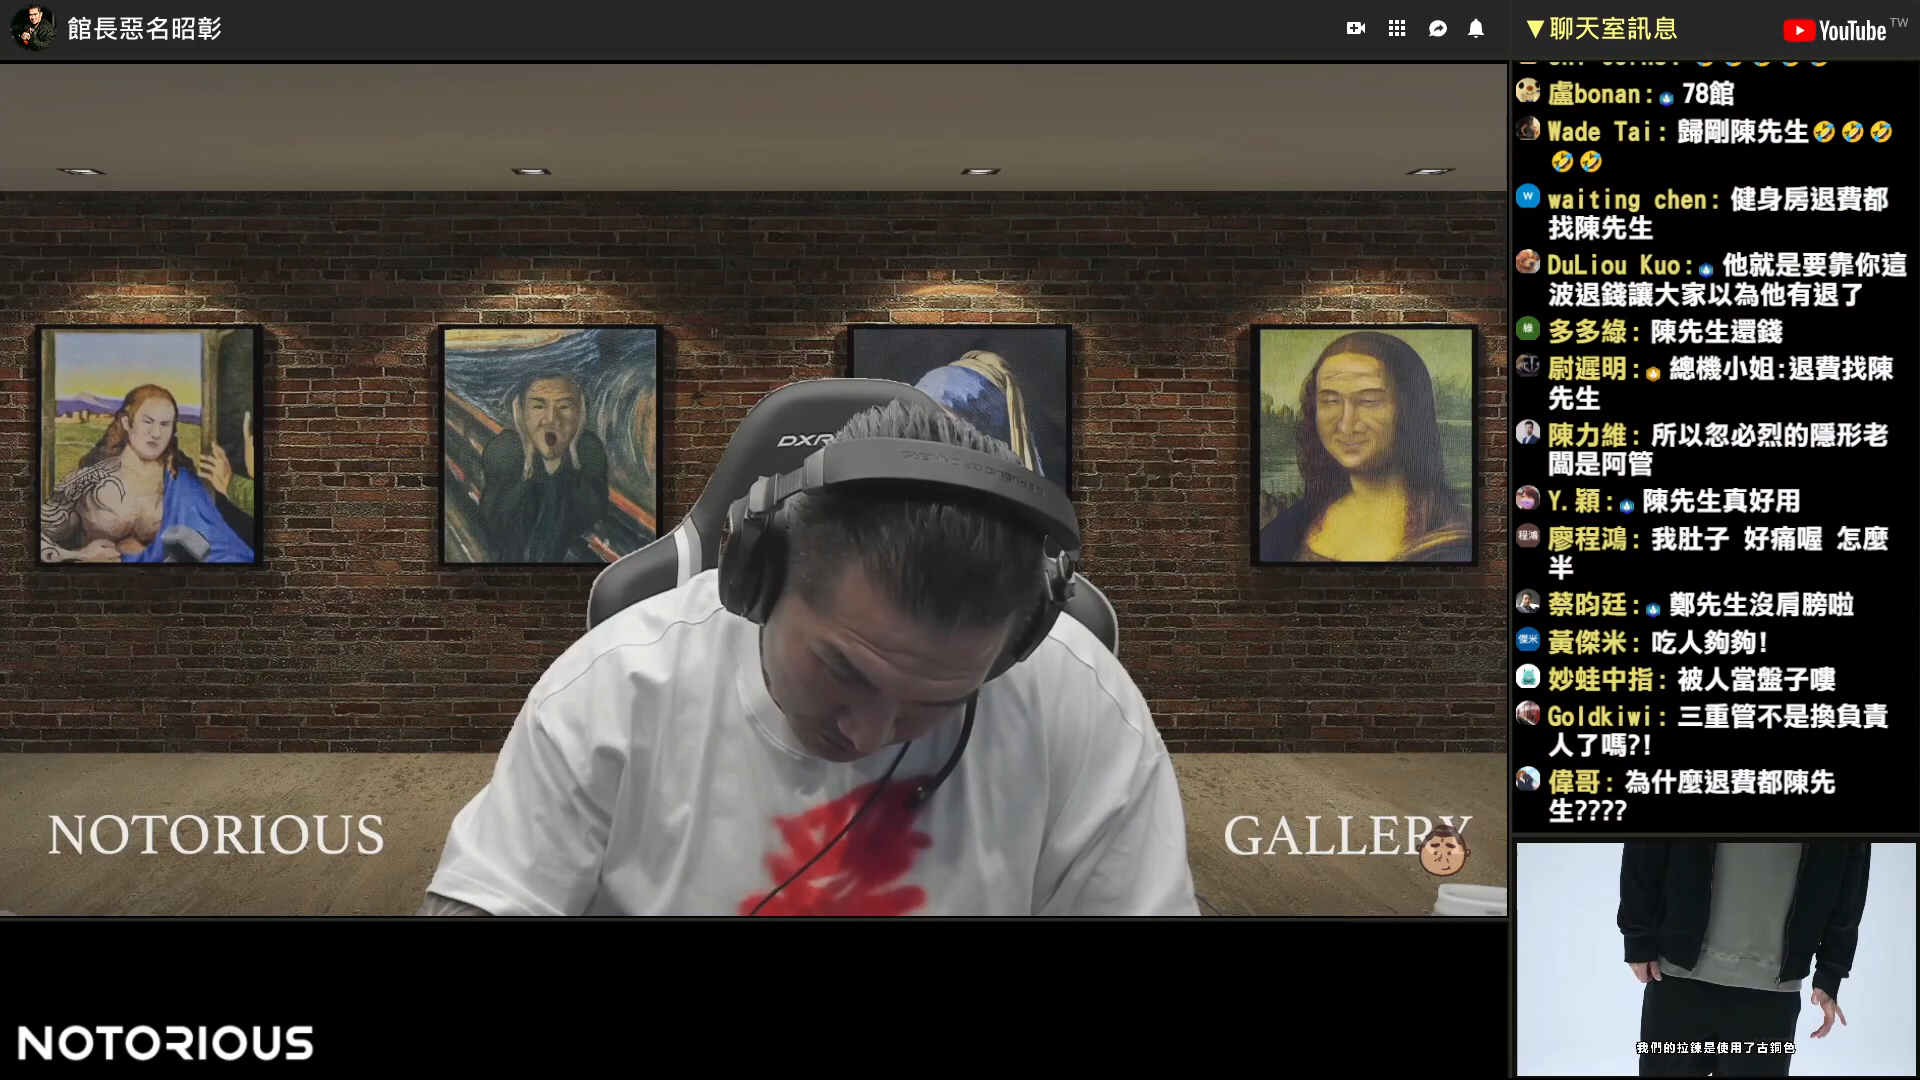 館長惡名昭彰
▼聊天室訊息
YouTube TW
盧bonan: 78館
Wade Tai: 歸剛陳先生🤣🤣🤣
🤣🤣
W
waiting chen: 健身房退費都
找陳先生
DuLiou Kuo: 他就是要靠你這
波退錢讓大家以為他有退了
綠
多多綠: 陳先生還錢
尉遲明: 總機小姐:退費找陳
先生
陳力維: 所以忽必烈的隱形老
闆是阿管
Y.穎: 陳先生真好用
程鴻
廖程鴻: 我肚子 好痛喔 怎麼
半
蔡昀廷: 鄭先生沒肩膀啦
傑米
黃傑米: 吃人夠夠!
妙蛙中指: 被人當盤子嘍
Goldkiwi: 三重管不是換負責
人了嗎?!
偉哥: 為什麼退費都陳先
生????
DXR
NOTORIOUS
GALLERY
NOTORIOUS
我們的拉鍊是使用了古銅色